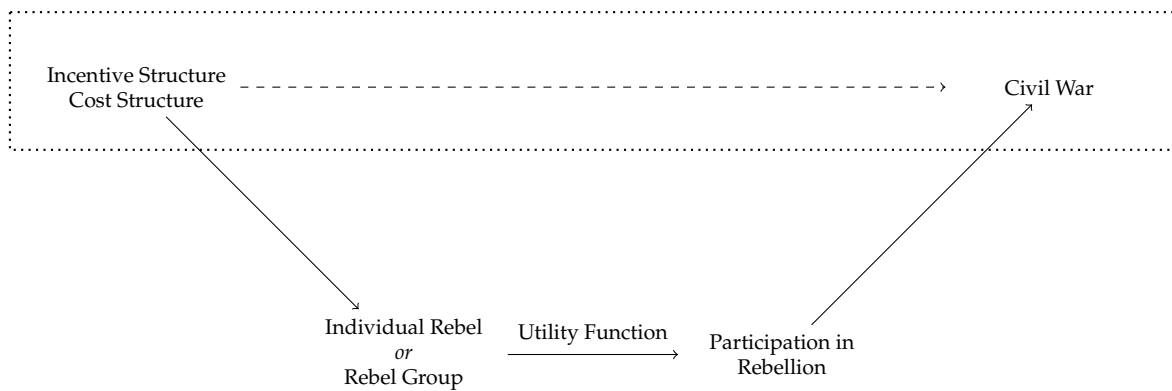 Incentive Structure
Cost Structure
Civil War
Individual Rebel
or
Rebel Group
Utility Function
Participation in
Rebellion